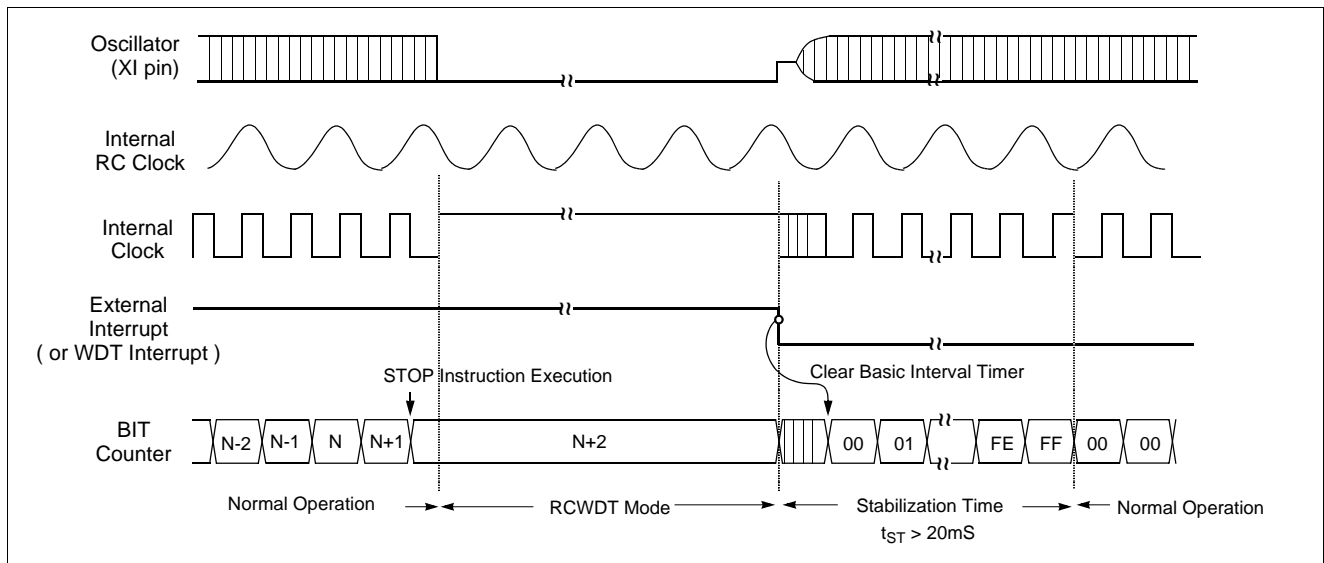 Oscillator
(XI pin)
Internal
RC Clock
Internal
Clock
External
Interrupt
( or WDT Interrupt )
STOP Instruction Execution
Clear Basic Interval Timer
BIT
Counter
N-2 N-1 N N+1 N+2 00 01 FE FF 00 00
Normal Operation RCWDT Mode Stabilization Time Normal Operation
tST > 20mS